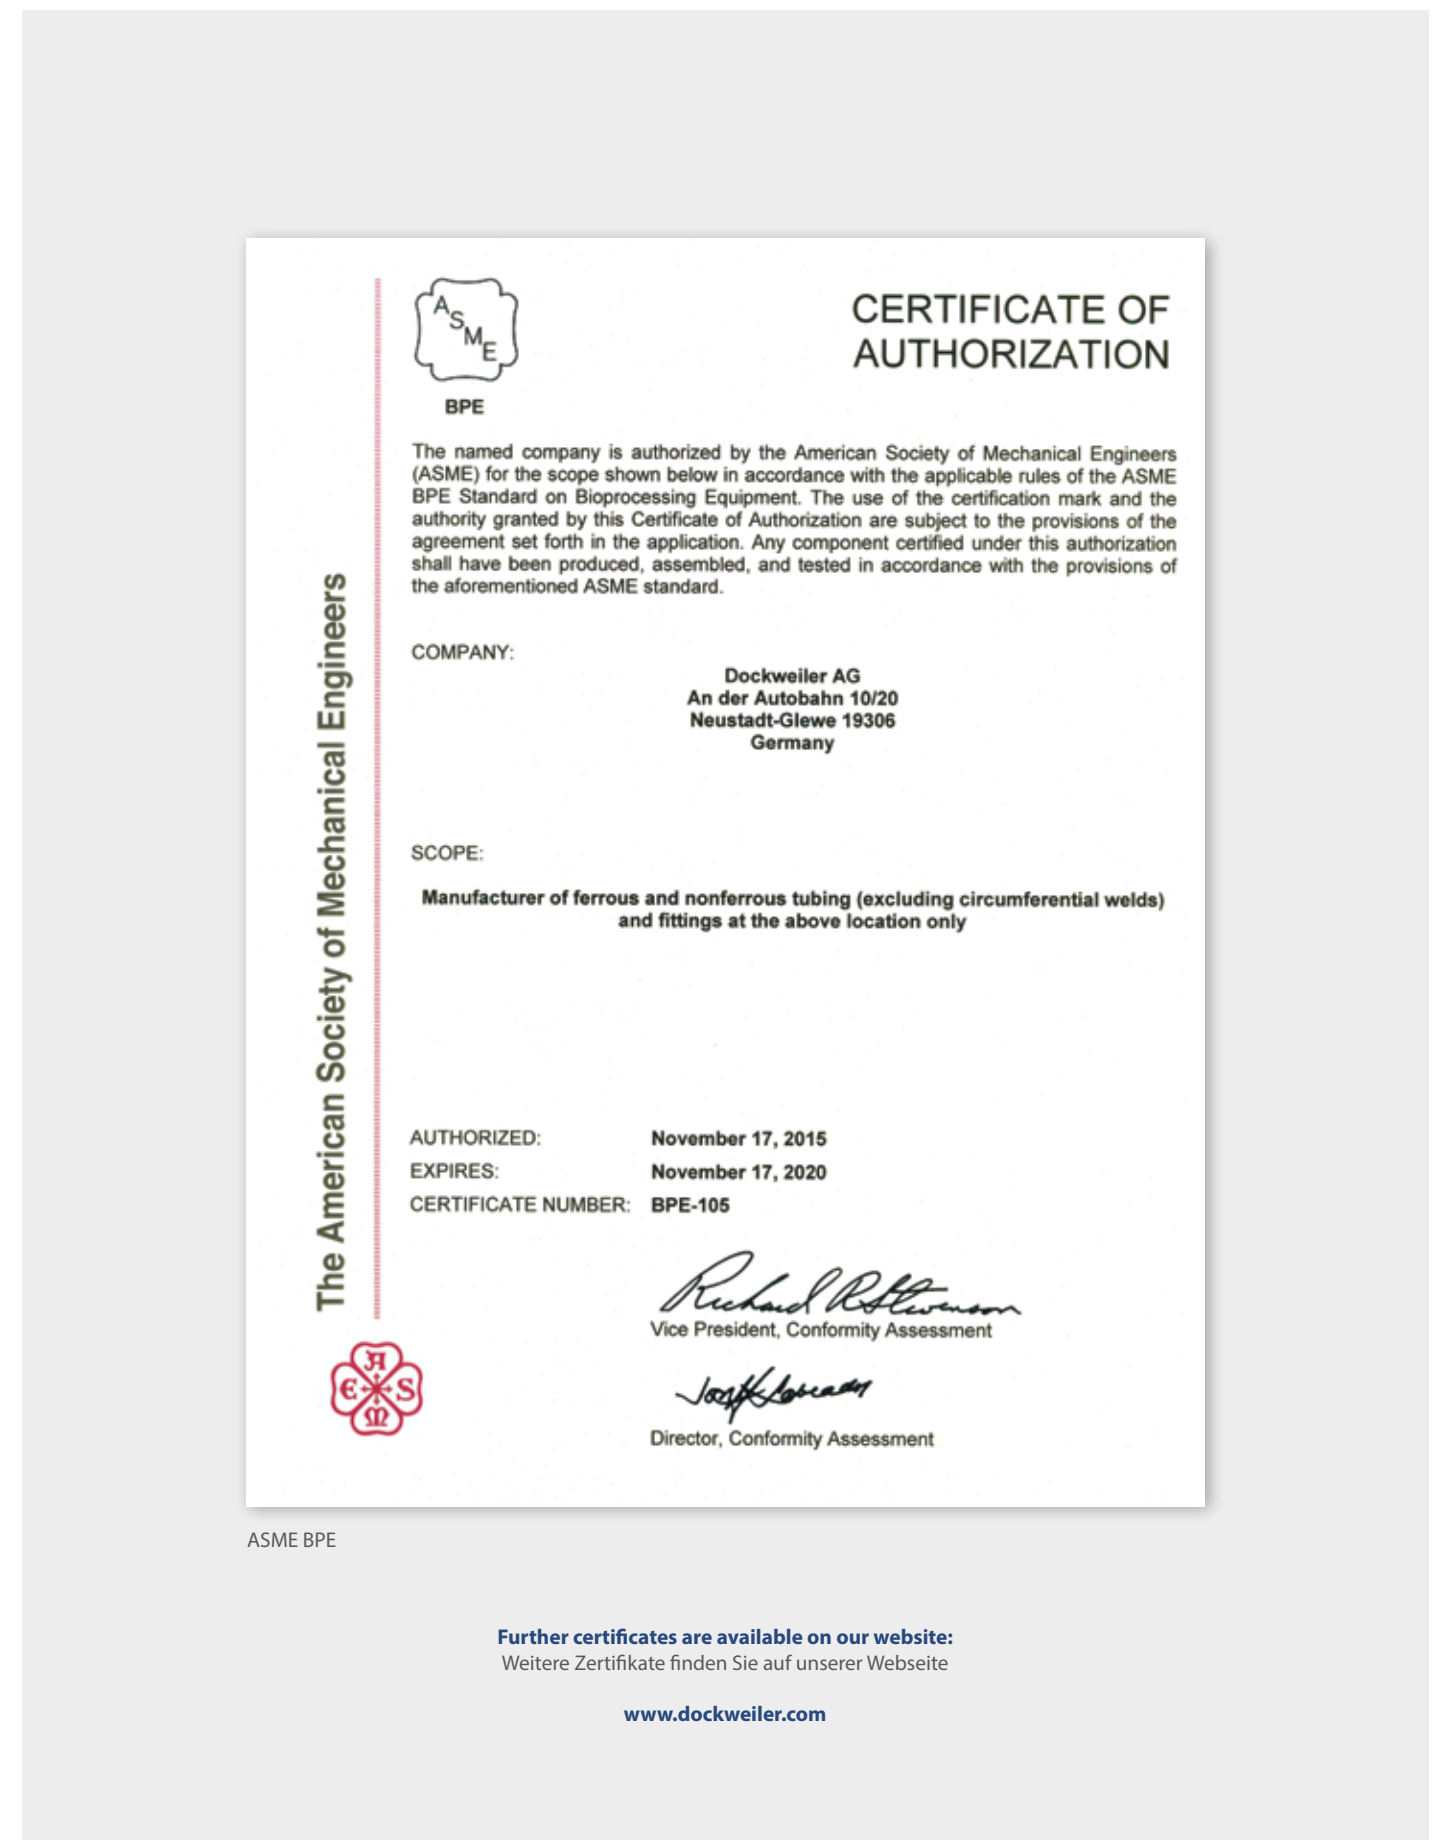 A
S
M
E
BPE
CERTIFICATE OF
AUTHORIZATION
The named company is authorized by the American Society of Mechanical Engineers
(ASME) for the scope shown below in accordance with the applicable rules of the ASME
BPE Standard on Bioprocessing Equipment. The use of the certification mark and the
authority granted by this Certificate of Authorization are subject to the provisions of the
agreement set forth in the application. Any component certified under this authorization
shall have been produced, assembled, and tested in accordance with the provisions of
the aforementioned ASME standard.
COMPANY:
Dockweiler AG
An der Autobahn 10/20
Neustadt-Glewe 19306
Germany
SCOPE:
Manufacturer of ferrous and nonferrous tubing (excluding circumferential welds)
and fittings at the above location only
AUTHORIZED: November 17, 2015
EXPIRES: November 17, 2020
CERTIFICATE NUMBER: BPE-105
Richard R Stevenson
Vice President, Conformity Assessment
Director, Conformity Assessment
The American Society of Mechanical Engineers
A
S
M
E
ASME BPE
Further certificates are available on our website:
Weitere Zertifikate finden Sie auf unserer Webseite
www.dockweiler.com